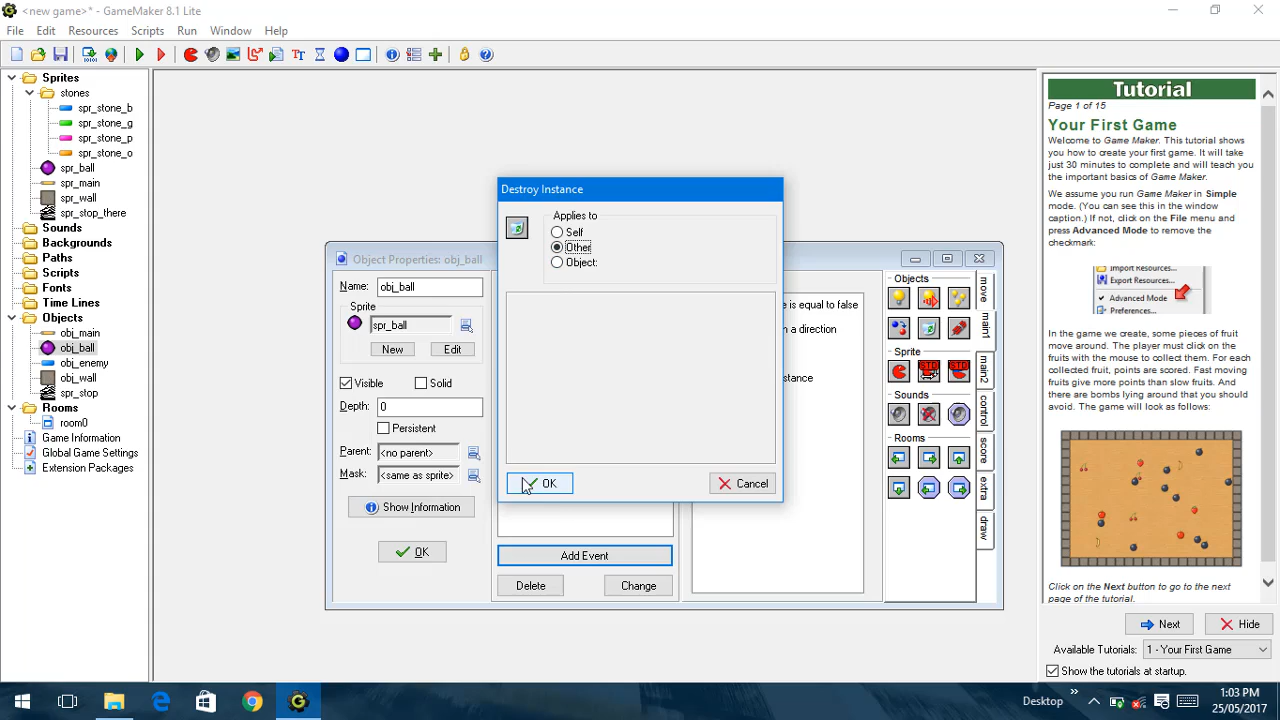 <new game>* - GameMaker 8.1 Lite
File Edit Resources Scripts Run Window Help
Sprites
stones
spr_stone_b
spr_stone_g
spr_stone_p
spr_stone_o
spr_ball
spr_main
spr_wall
spr_stop_there
Sounds
Backgrounds
Paths
Scripts
Fonts
Time Lines
Objects
obj_main
obj_ball
obj_enemy
obj_wall
spr_stop
Rooms
room0
Game Information
Global Game Settings
Extension Packages
Object Properties: obj_ball
Name: obj_ball
Sprite
spr_ball
New Edit
Visible Solid
Depth: 0
Persistent
Parent: <no parent>
Mask: <same as sprite>
Show Information
OK
Destroy Instance
Applies to
Self
Other
Object:
OK Cancel
Add Event
Delete Change
e is equal to false
n a direction
stance
Objects
Sprite
Sounds
Rooms
move
main1
main2
control
score
extra
draw
Tutorial
Page 1 of 15
Your First Game
Welcome to Game Maker. This tutorial shows
you how to create your first game. It will take
just 30 minutes to complete and will teach you
the important basics of Game Maker.
We assume you run Game Maker in Simple
mode. (You can see this in the window
caption.) If not, click on the File menu and
press Advanced Mode to remove the
checkmark:
Import Resources...
Export Resources...
Advanced Mode
Preferences...
In the game we create, some pieces of fruit
move around. The player must click on the
fruits with the mouse to collect them. For each
collected fruit, points are scored. Fast moving
fruits give more points than slow fruits. And
there are bombs lying around that you should
avoid. The game will look as follows:
Click on the Next button to go to the next
page of the tutorial.
Next Hide
Available Tutorials: 1 - Your First Game
Show the tutorials at startup.
Desktop
1:03 PM
25/05/2017